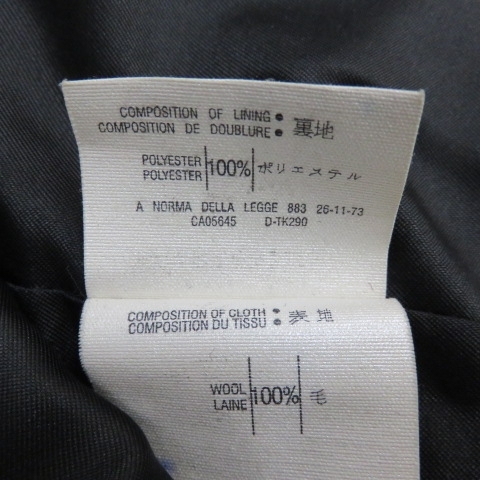 COMPOSITION OF LINING • 裏地
COMPOSITION DE DOUBLURE •
POLYESTER 100% ポリエステル
POLYESTER
A NORMA DELLA LEGGE 883 26-11-73
CA05645 D-TK290
COMPOSITION OF CLOTH • 表地
COMPOSITION DU TISSU •
WOOL 100% 毛
LAINE